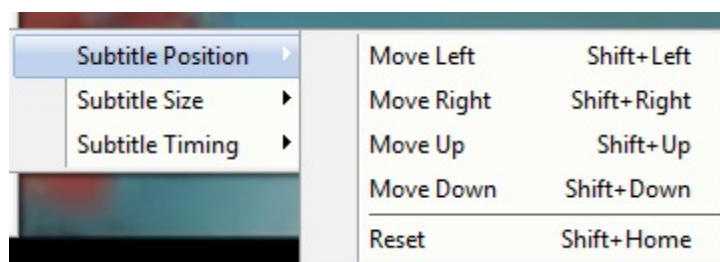 Subtitle Position
Subtitle Size
Subtitle Timing
Move Left Shift+Left
Move Right Shift+Right
Move Up Shift+Up
Move Down Shift+Down
Reset Shift+Home